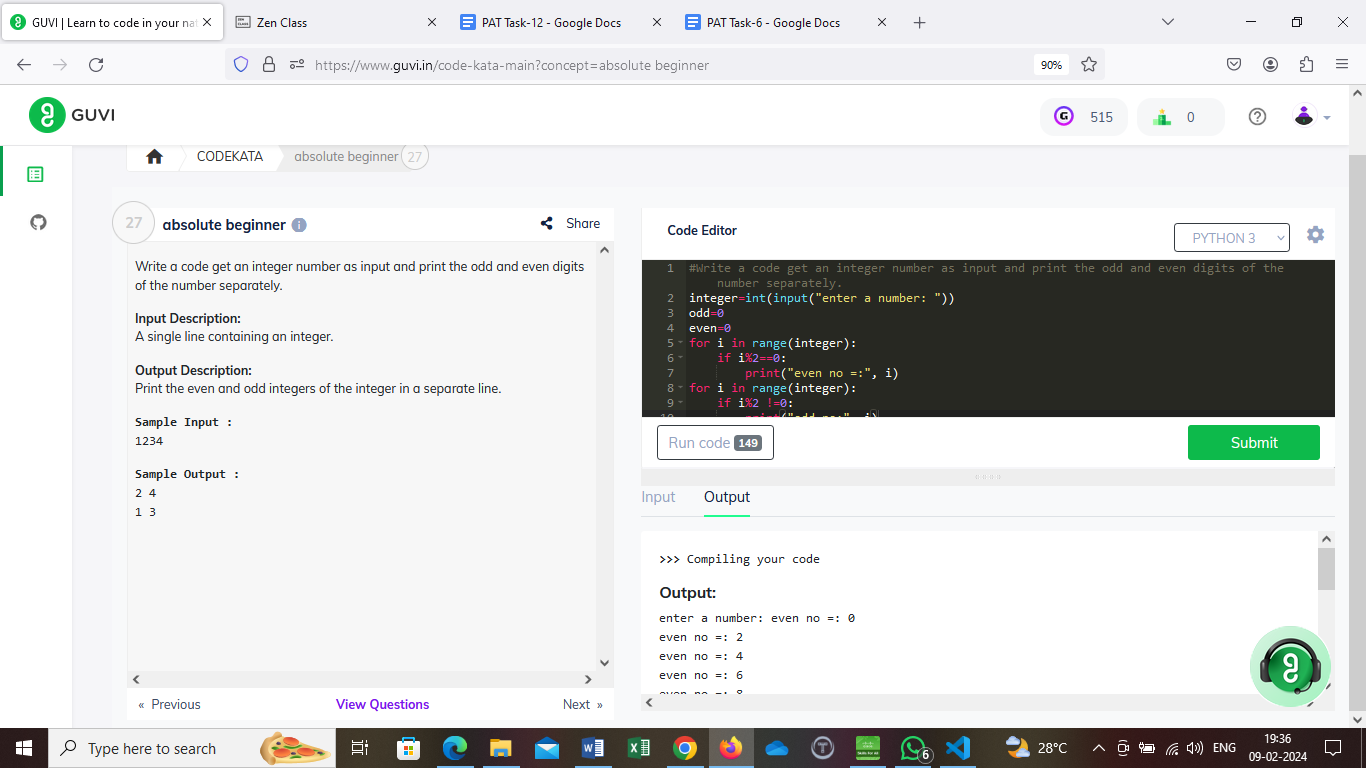 GUVI | Learn to code in your na
Zen Class
PAT Task-12 - Google Docs
PAT Task-6 - Google Docs
https://www.guvi.in/code-kata-main?concept=absolute beginner
90%
GUVI
G
515
0
CODEKATA
absolute beginner
27
27
absolute beginner
Share
Write a code get an integer number as input and print the odd and even digits
of the number separately.
Input Description:
A single line containing an integer.
Output Description:
Print the even and odd integers of the integer in a separate line.
Sample Input :
1234
Sample Output :
2 4
1 3
« Previous
View Questions
Next »
Code Editor
PYTHON 3
1 #Write a code get an integer number as input and print the odd and even digits of the
number separately.
2 integer=int(input("enter a number: "))
3 odd=0
4 even=0
5 for i in range(integer):
6 if i%2==0:
7 print("even no =:", i)
8 for i in range(integer):
9 if i%2 !=0:
10 print("odd no:", i)
Run code 149
Submit
Input
Output
>>> Compiling your code
Output:
enter a number: even no =: 0
even no =: 2
even no =: 4
even no =: 6
even no =: 8
Type here to search
6
28°C
ENG
19:36
09-02-2024